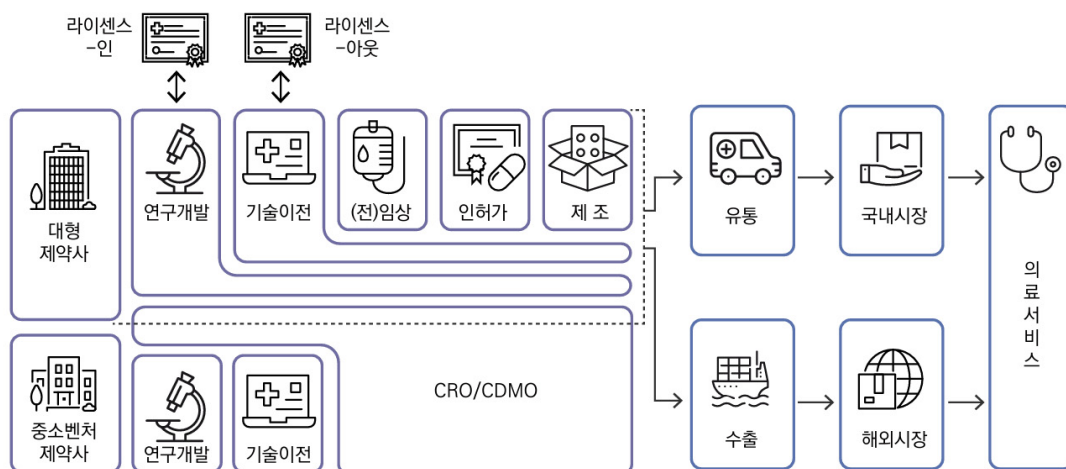 라이센스
-인
라이센스
-아웃
대형
제약사
연구개발
기술이전
(전)임상
인허가
제 조
유통
국내시장
의료서비스
CRO/CDMO
중소벤처
제약사
연구개발
기술이전
수출
해외시장